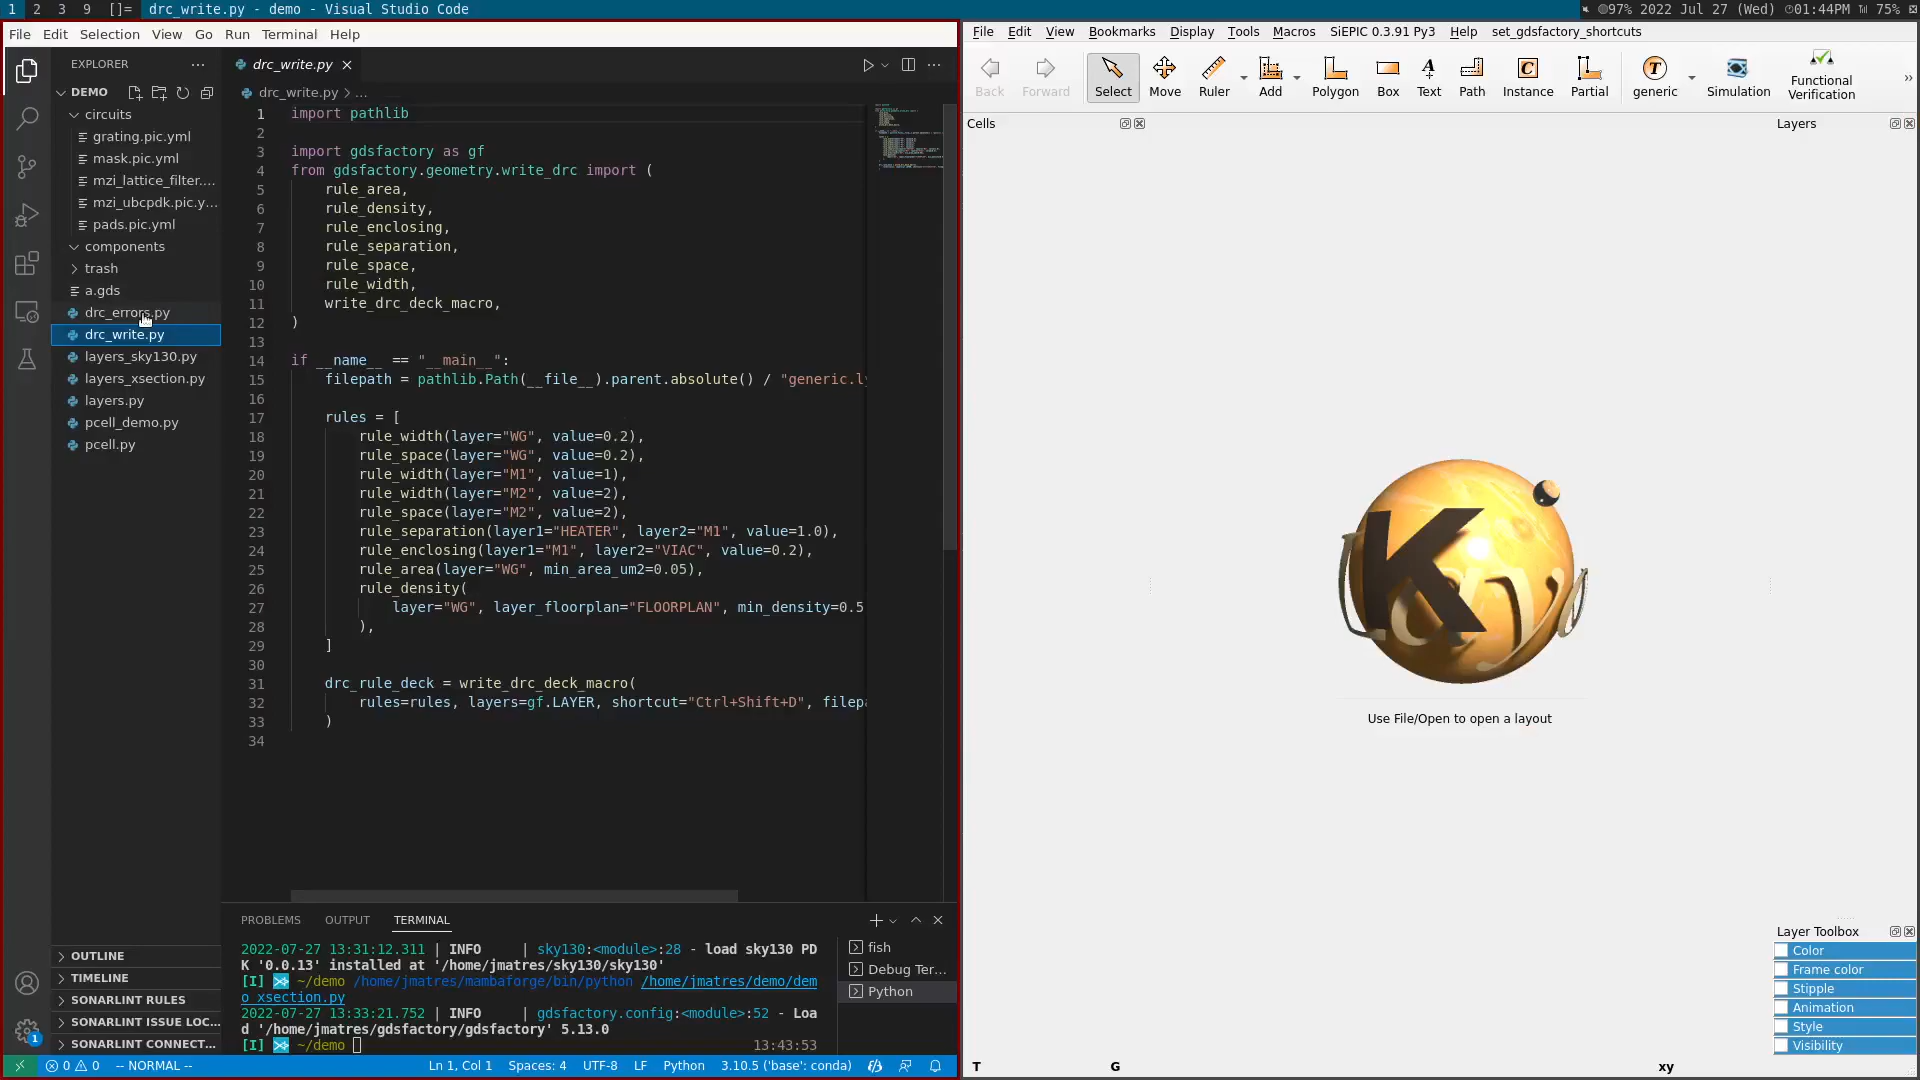 1 2 3 9 []= drc_write.py - demo - Visual Studio Code
97% 2022 Jul 27 (Wed) 01:44PM 75%
File Edit Selection View Go Run Terminal Help
EXPLORER
DEMO
circuits
grating.pic.yml
mask.pic.yml
mzi_lattice_filter....
mzi_ubcpdk.pic.y...
pads.pic.yml
components
trash
a.gds
drc_errors.py
drc_write.py
layers_sky130.py
layers_xsection.py
layers.py
pcell_demo.py
pcell.py
OUTLINE
TIMELINE
SONARLINT RULES
SONARLINT ISSUE LOC...
SONARLINT CONNECT...
1
drc_write.py
drc_write.py > ...
1 import pathlib
2
3 import gdsfactory as gf
4 from gdsfactory.geometry.write_drc import (
5 rule_area,
6 rule_density,
7 rule_enclosing,
8 rule_separation,
9 rule_space,
10 rule_width,
11 write_drc_deck_macro,
12 )
13
14 if __name__ == "__main__":
15 filepath = pathlib.Path(__file__).parent.absolute() / "generic.ly
16
17 rules = [
18 rule_width(layer="WG", value=0.2),
19 rule_space(layer="WG", value=0.2),
20 rule_width(layer="M1", value=1),
21 rule_width(layer="M2", value=2),
22 rule_space(layer="M2", value=2),
23 rule_separation(layer1="HEATER", layer2="M1", value=1.0),
24 rule_enclosing(layer1="M1", layer2="VIAC", value=0.2),
25 rule_area(layer="WG", min_area_um2=0.05),
26 rule_density(
27 layer="WG", layer_floorplan="FLOORPLAN", min_density=0.5
28 ),
29 ]
30
31 drc_rule_deck = write_drc_deck_macro(
32 rules=rules, layers=gf.LAYER, shortcut="Ctrl+Shift+D", filepa
33 )
34
PROBLEMS OUTPUT TERMINAL
2022-07-27 13:31:12.311 | INFO | sky130:<module>:28 - load sky130 PD
K '0.0.13' installed at '/home/jmatres/sky130/sky130'
[I] ~/demo /home/jmatres/mambaforge/bin/python /home/jmatres/demo/dem
o_xsection.py
2022-07-27 13:33:21.752 | INFO | gdsfactory.config:<module>:52 - Loa
d '/home/jmatres/gdsfactory/gdsfactory' 5.13.0
[I] ~/demo 13:43:53
fish
Debug Ter...
Python
0 0 -- NORMAL -- Ln 1, Col 1 Spaces: 4 UTF-8 LF Python 3.10.5 ('base': conda)
File Edit View Bookmarks Display Tools Macros SiEPIC 0.3.91 Py3 Help set_gdsfactory_shortcuts
Back Forward Select Move Ruler Add Polygon Box Text Path Instance Partial generic Simulation Functional
Verification
Cells
Layers
KLayout
Use File/Open to open a layout
Layer Toolbox
Color
Frame color
Stipple
Animation
Style
Visibility
T G xy